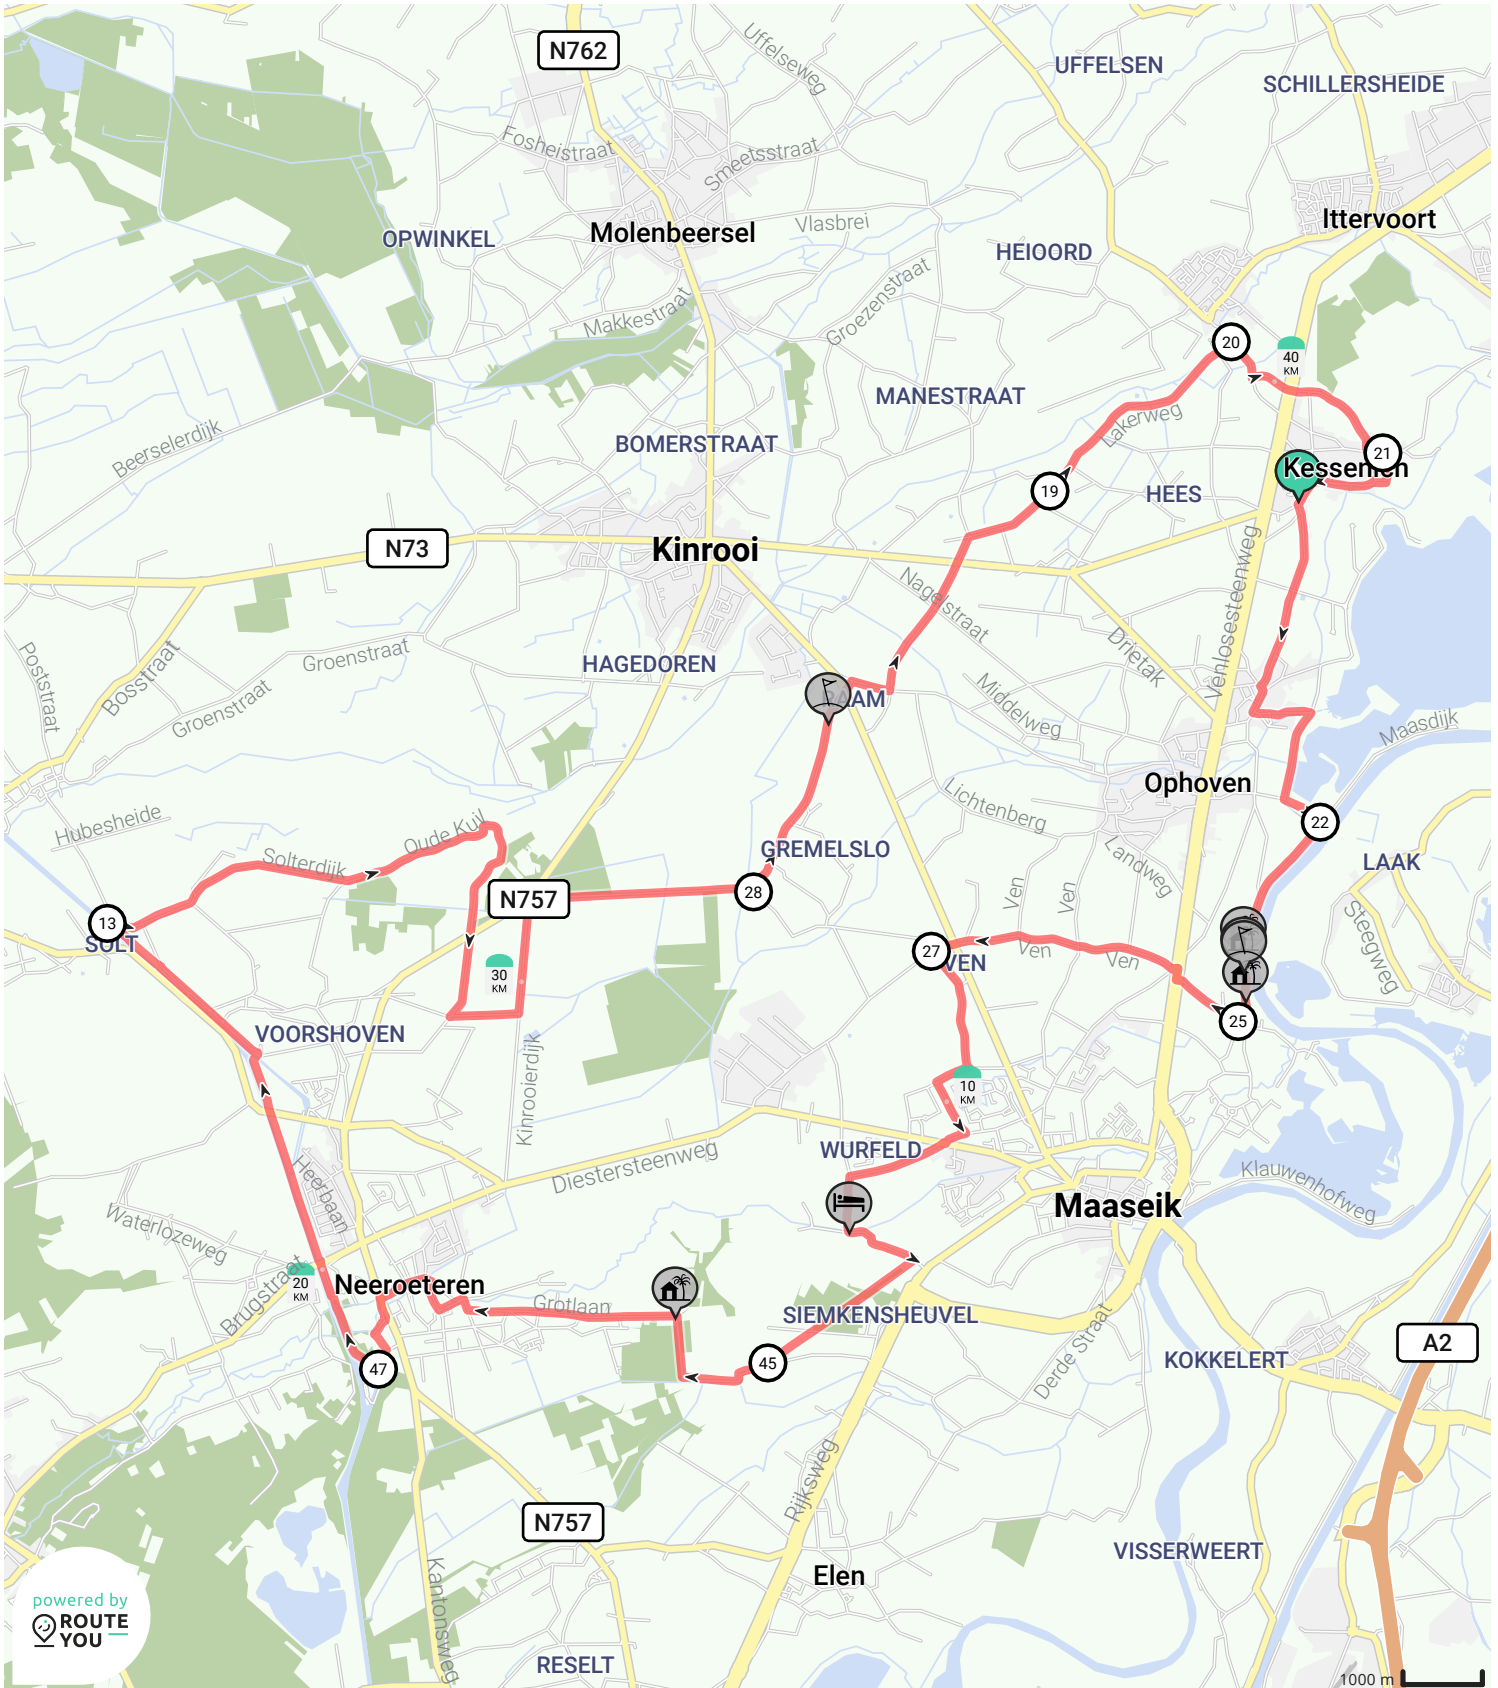 N762
Uffelseweg
UFFELSEN
SCHILLERSHEIDE
Fosheistraat
Smeetsstraat
Molenbeersel
Vlasbrei
OPWINKEL
HEIOORD
Ittervoort
Makkestraat
Groezenstraat
20
40
KM
MANESTRAAT
Lakerweg
Beerselerdijk
BOMERSTRAAT
21
Kessenich
19
HEES
N73
Kinrooi
Venlosesteenweg
Nagelstraat
Drietak
Poststraat
Bosstraat
Groenstraat
Groenstraat
HAGEDOREN
RAAM
Middelweg
Maasdijk
Ophoven
Lichtenberg
22
Hubesheide
Oude Kuil
Solterdijk
GREMELSLO
Landweg
LAAK
N757
28
Ven
Ven
Steegweg
13
SOLT
27
VEN
Ven
Ven
30
KM
25
VOORSHOVEN
Kinrooierdijk
10
KM
WURFELD
Diestersteenweg
Heerbaan
Klauwenhofweg
Maaseik
Waterlozeweg
Brugstraat
20
KM
Neeroeteren
Grotlaan
SIEMKENSHEUVEL
Derde Straat
A2
KOKKELERT
45
47
Rijksweg
N757
VISSERWEERT
Elen
Kantonsweg
powered by
ROUTE
YOU
RESELT
1000 m